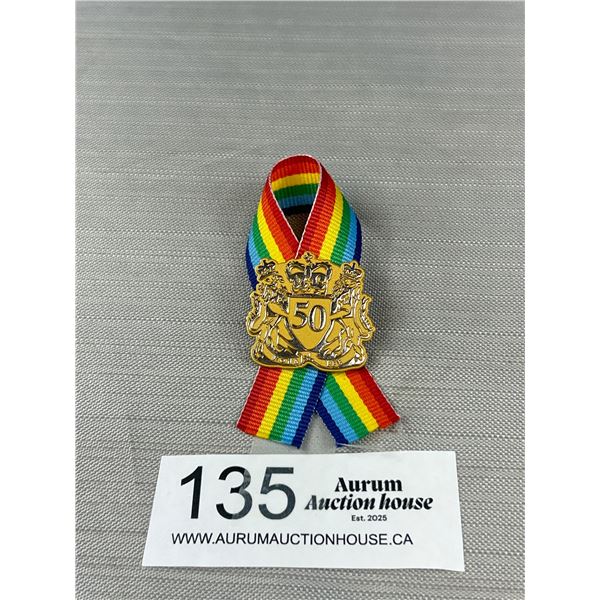 50
135
Aurum
Auction house
Est. 2025
WWW.AURUMAUCTIONHOUSE.CA